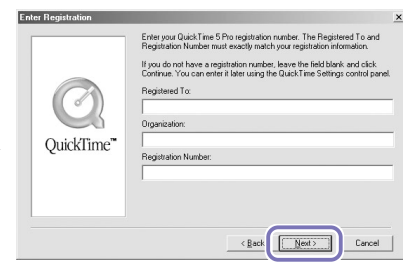 Enter Registration
Enter your QuickTime 5 Pro registration number. The Registered To and
Registration Number must exactly match your registration information.
If you do not have a registration number, leave the field blank and click
Continue. You can enter it later using the QuickTime Settings control panel.
Registered To:
Organization:
QuickTime™
Registration Number:
< Back
Next >
Cancel